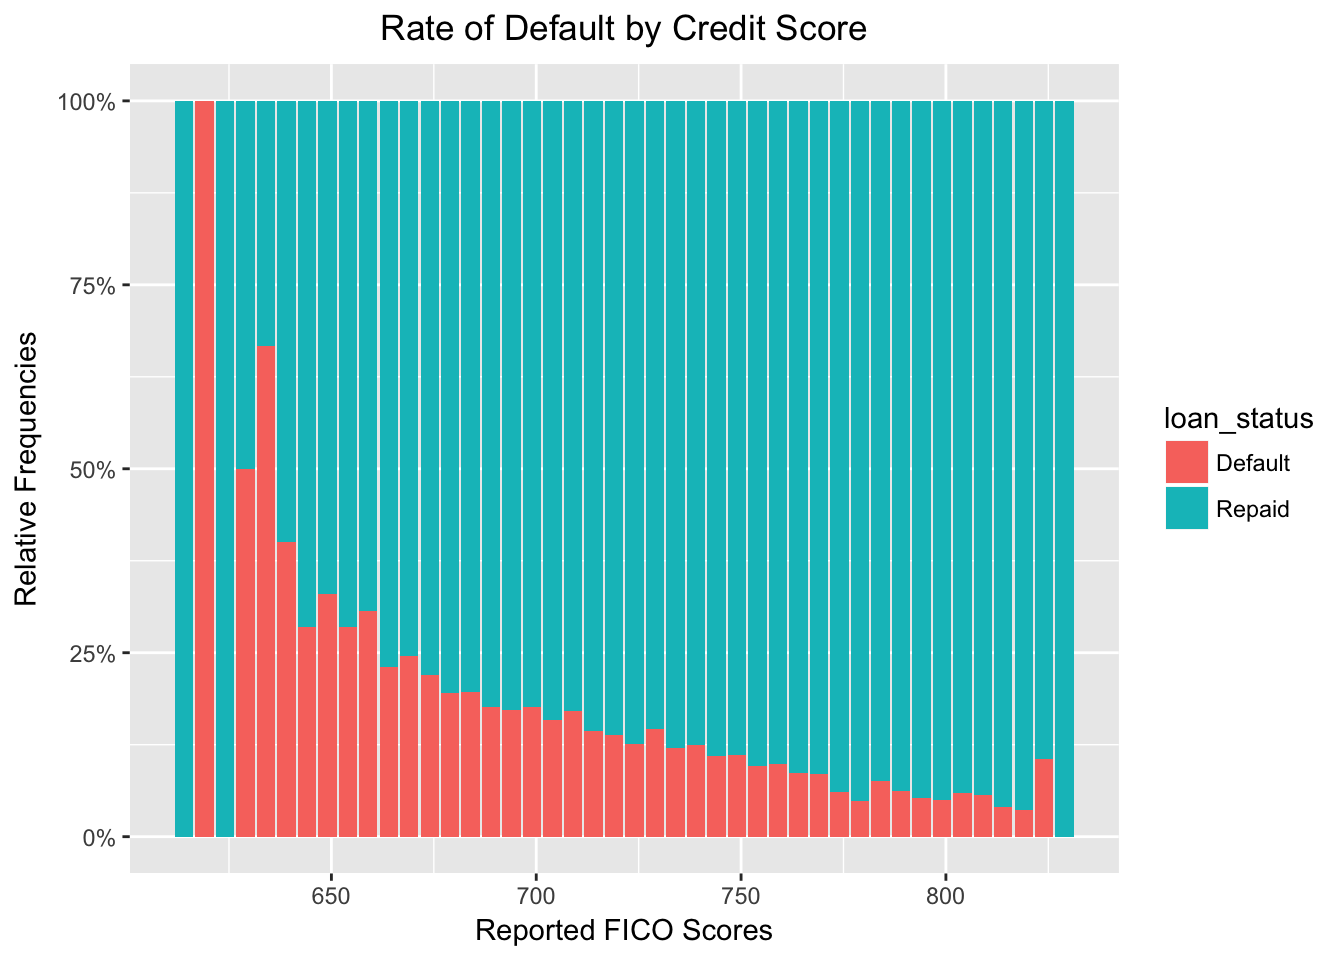 Rate of Default by Credit Score
100%
75%
50%
25%
0%
Relative Frequencies
650
700
750
800
Reported FICO Scores
loan_status
Default
Repaid